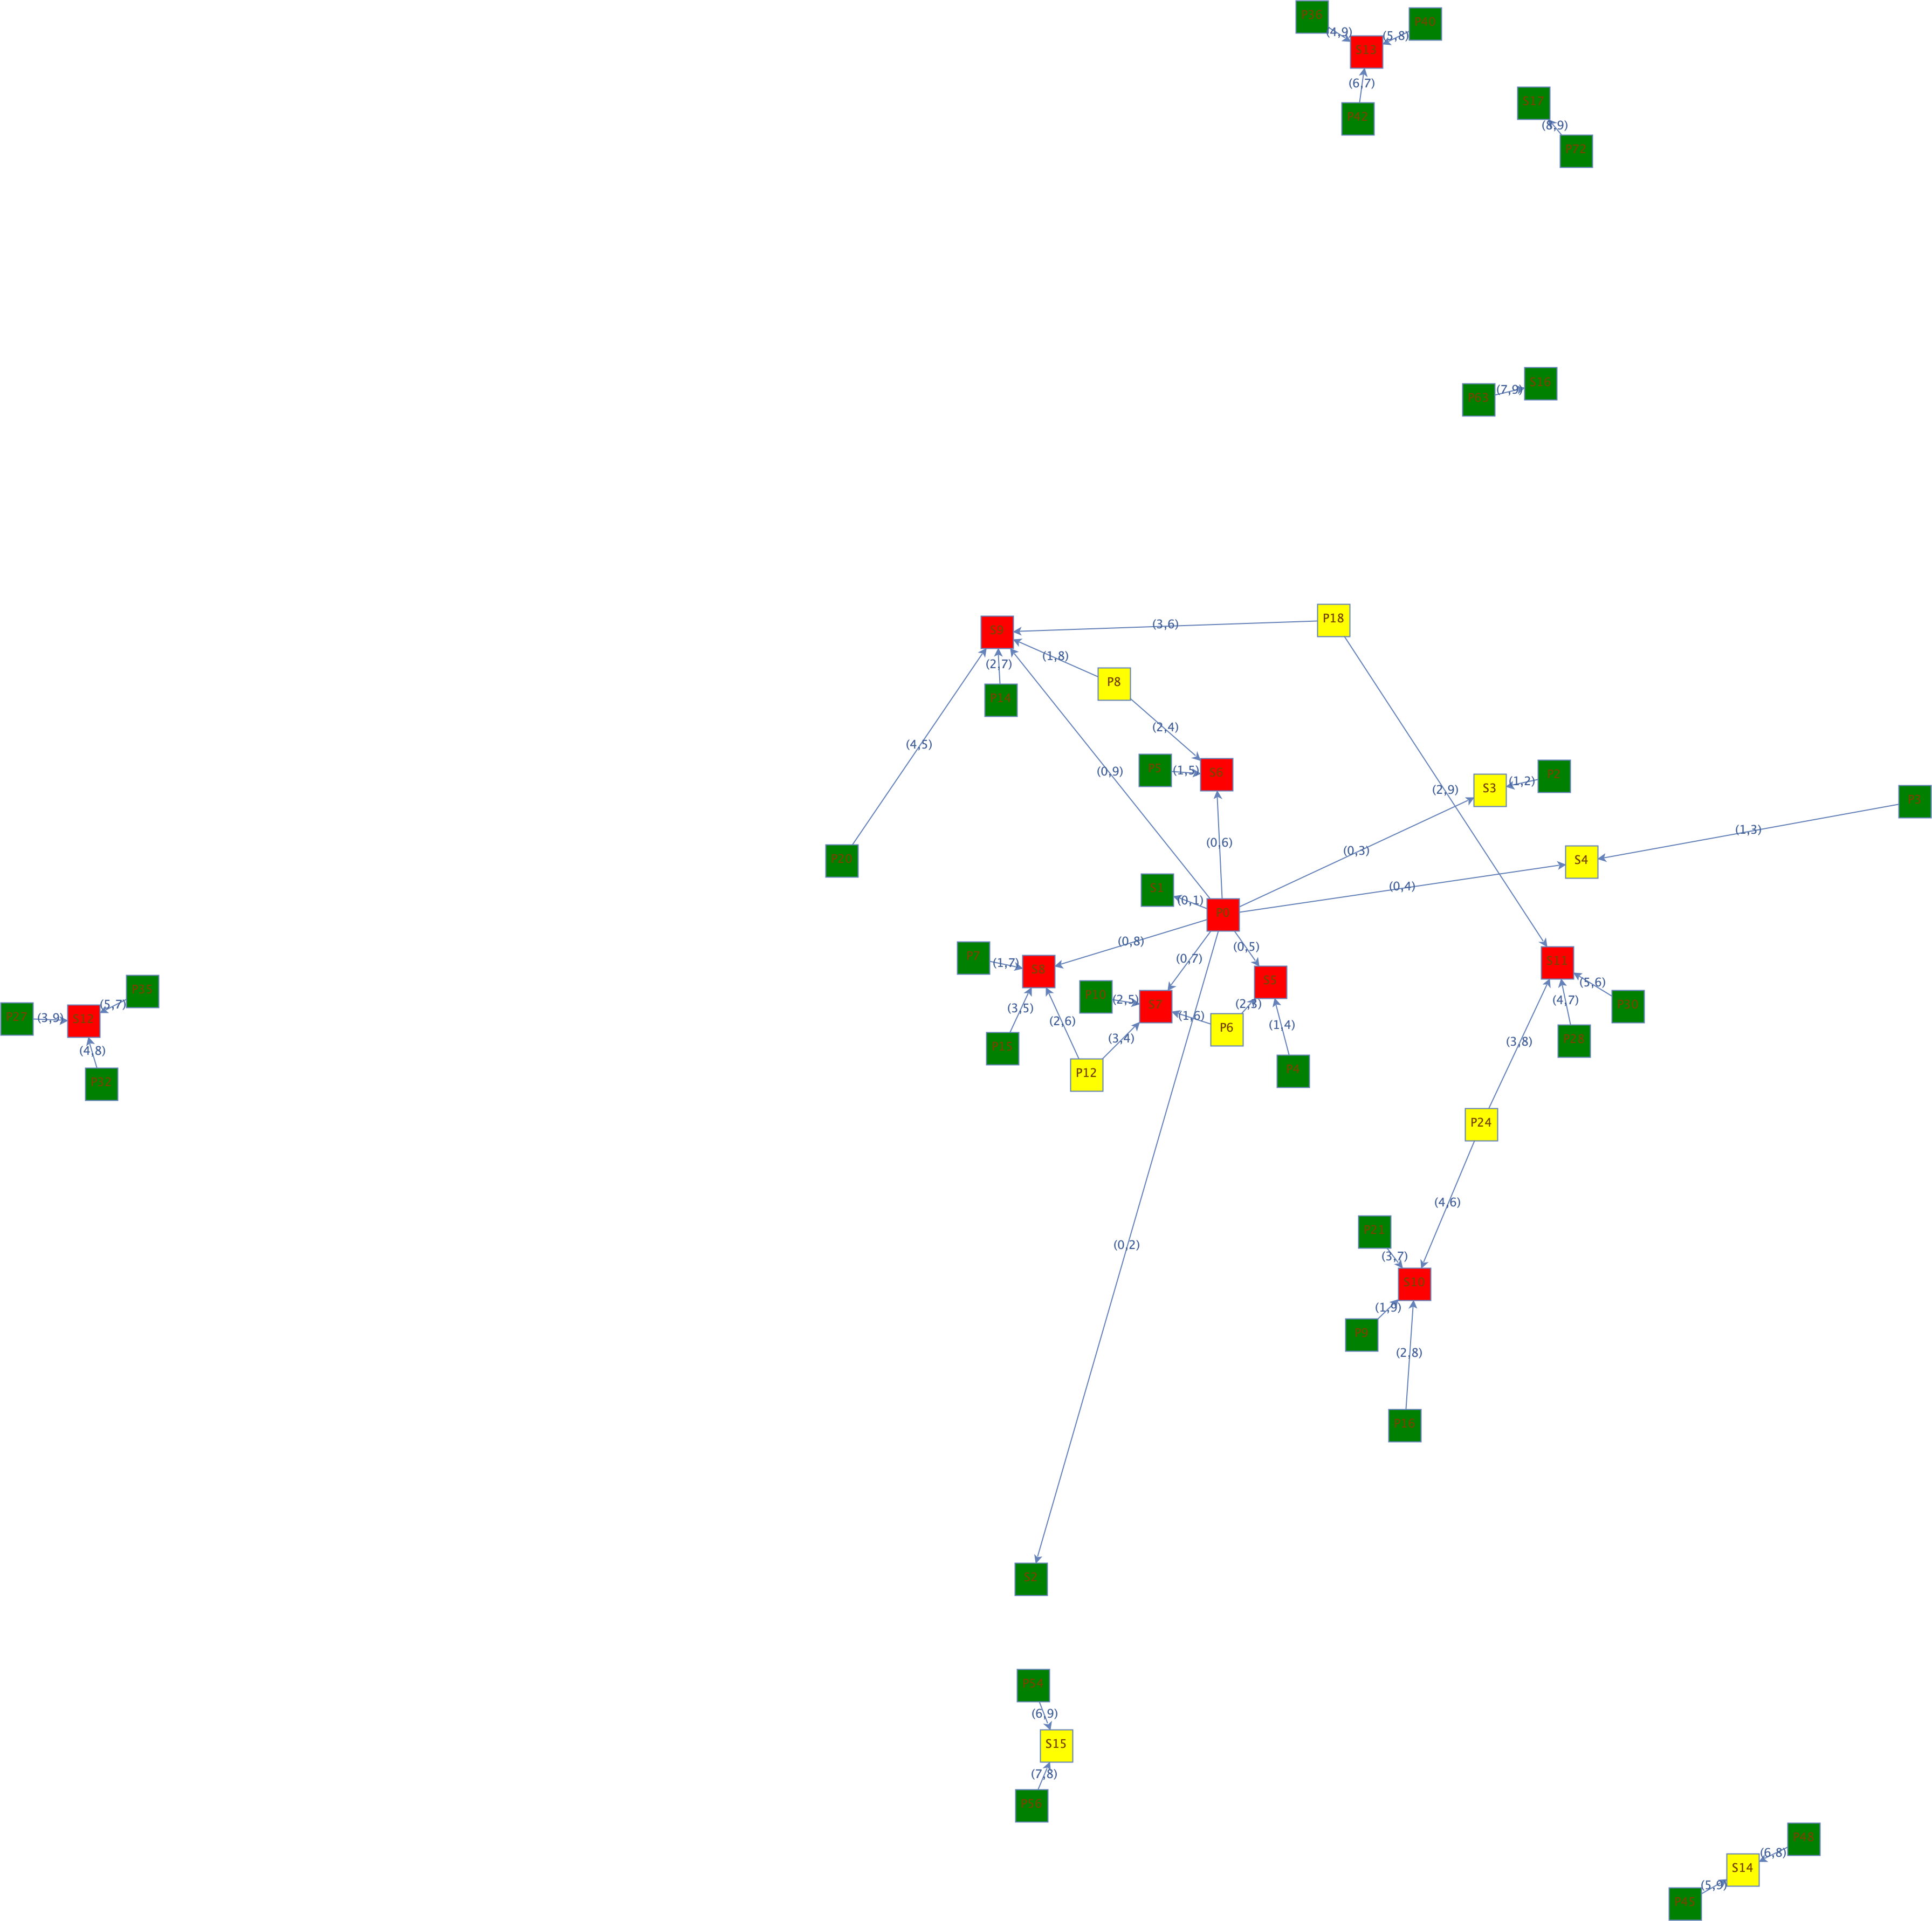 P36
P40
(4,9)
(5,8)
S13
(6,7)
P42
S17
(8,9)
P72
(7,9)
S16
P63
P18
(3,6)
S9
(1,8)
(2,7)
P8
P14
(2,4)
(4,5)
(0,9)
P5
(1,5)
S6
(2,9)
S3
(1,2)
P2
P3
(1,3)
(0,6)
(0,3)
P20
S4
(0,4)
S1
(0,1)
P0
(0,8)
(0,7)
(0,5)
P7
(1,7)
S8
S11
(5,6)
S5
P10
(2,5)
S7
(2,3)
(4,7)
P30
(3,5)
(1,6)
P6
(2,6)
(1,4)
P28
(3,4)
(3,8)
P15
P12
P4
P35
(5,7)
P27
(3,9)
S12
(4,8)
P32
P24
(4,6)
(0,2)
P21
(3,7)
S10
(1,9)
P9
(2,8)
P16
S2
P54
(6,9)
S15
(7,8)
P56
P48
(6,8)
S14
(5,9)
P45